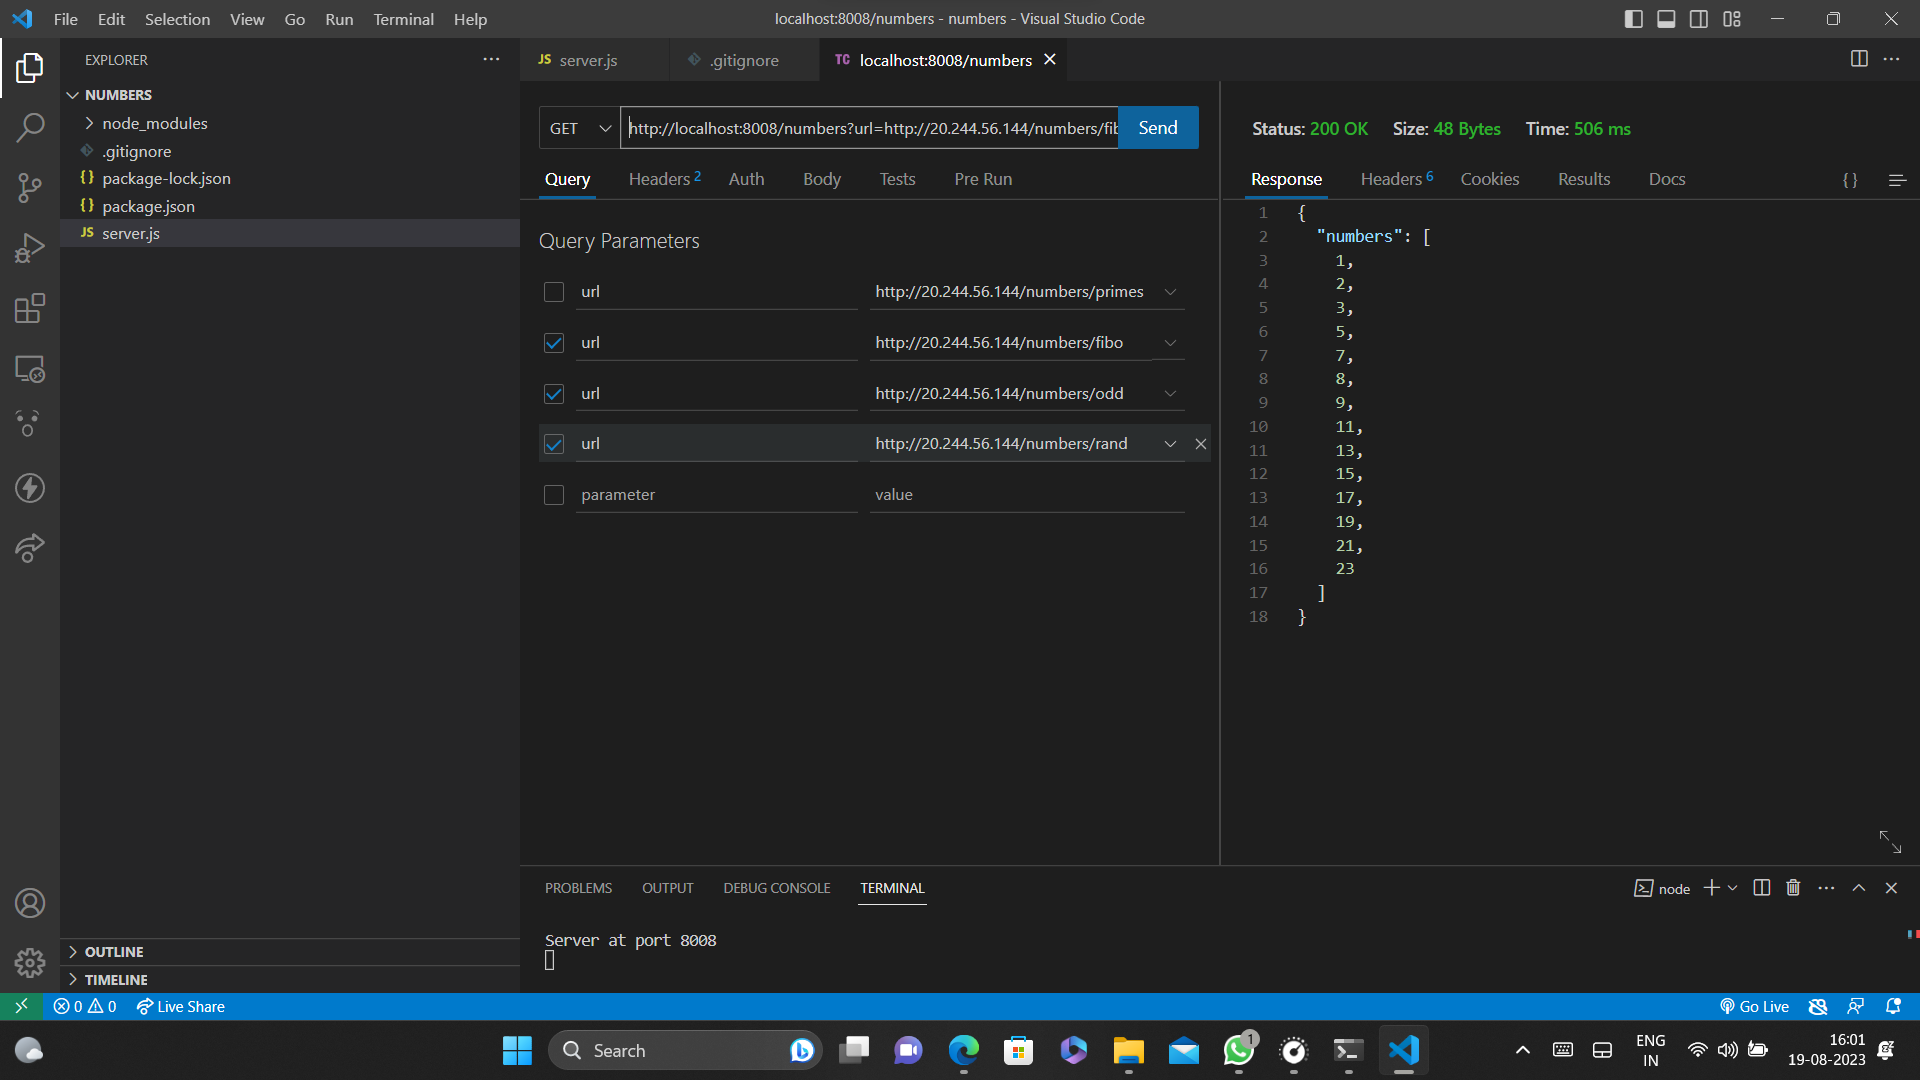 File Edit Selection View Go Run Terminal Help
localhost:8008/numbers - numbers - Visual Studio Code
EXPLORER
NUMBERS
node_modules
.gitignore
{} package-lock.json
{} package.json
JS server.js
OUTLINE
TIMELINE
JS server.js
.gitignore
TC localhost:8008/numbers
GET
http://localhost:8008/numbers?url=http://20.244.56.144/numbers/fib
Send
Query Headers 2 Auth Body Tests Pre Run
Query Parameters
url http://20.244.56.144/numbers/primes
url http://20.244.56.144/numbers/fibo
url http://20.244.56.144/numbers/odd
url http://20.244.56.144/numbers/rand
parameter value
Status: 200 OK Size: 48 Bytes Time: 506 ms
Response Headers 6 Cookies Results Docs {}
1 {
2 "numbers": [
3 1,
4 2,
5 3,
6 5,
7 7,
8 8,
9 9,
10 11,
11 13,
12 15,
13 17,
14 19,
15 21,
16 23
17 ]
18 }
PROBLEMS OUTPUT DEBUG CONSOLE TERMINAL
node
Server at port 8008
0 0 Live Share
Go Live
Search
1
ENG
IN
16:01
19-08-2023